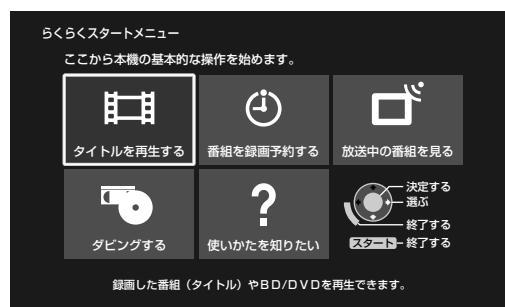 らくらくスタートメニュー
ここから本機の基本的な操作を始めます。
タイトルを再生する
番組を録画予約する
放送中の番組を見る
ダビングする
使いかたを知りたい
決定する
選ぶ
終了する
スタート 終了する
録画した番組（タイトル）やBD/DVDを再生できます。